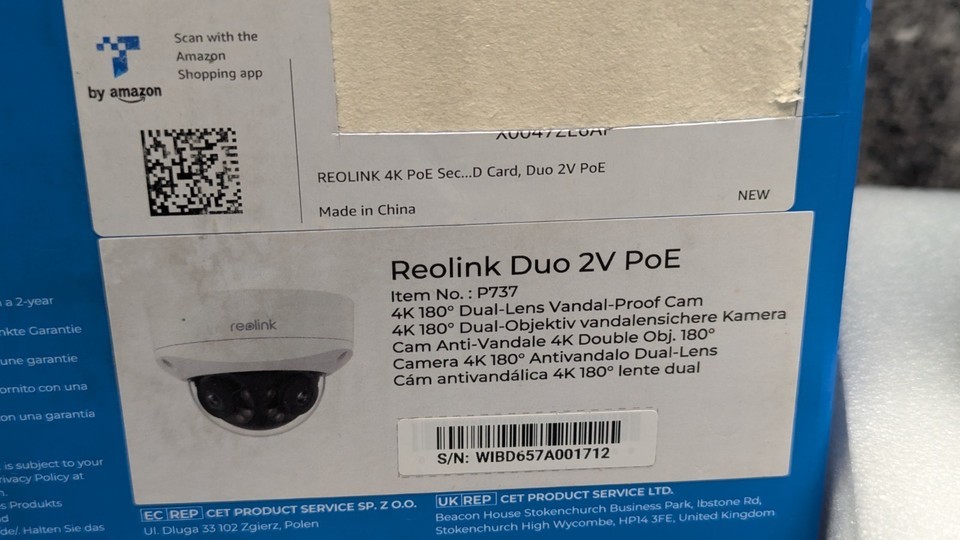 Scan with the
Amazon
Shopping app
by amazon
REOLINK 4K PoE Sec...D Card, Duo 2V PoE
NEW
Made in China
Reolink Duo 2V PoE
Item No. : P737
4K 180° Dual-Lens Vandal-Proof Cam
4K 180° Dual-Objektiv vandalensichere Kamera
Cam Anti-Vandale 4K Double Obj. 180°
Camera 4K 180° Antivandalo Dual-Lens
Cám antivandálica 4K 180° lente dual
reolink
S/N: WIBD657A001712
a 2-year
Garantie
une garantie
ornito con una
on una garantía
is subject to your
Policy at
Produkts
Halten Sie das
EC REP CET PRODUCT SERVICE SP. Z O.O.
Ul. Dluga 33 102 Zgierz, Polen
UK REP CET PRODUCT SERVICE LTD.
Beacon House Stokenchurch Business Park, Ibstone Rd,
Stokenchurch High Wycombe, HP14 3FE, United Kingdom